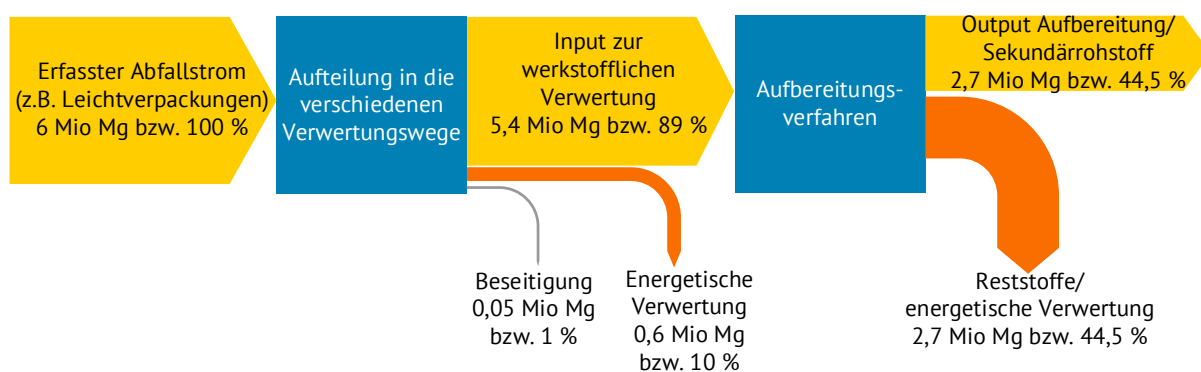 Erfasster Abfallstrom
(z.B. Leichtverpackungen)
6 Mio Mg bzw. 100 %
Aufteilung in die
verschiedenen
Verwertungswege
Input zur
werkstofflichen
Verwertung
5,4 Mio Mg bzw. 89 %
Aufbereitungs-
verfahren
Output Aufbereitung/
Sekundärrohstoff
2,7 Mio Mg bzw. 44,5 %
Beseitigung
0,05 Mio Mg
bzw. 1 %
Energetische
Verwertung
0,6 Mio Mg
bzw. 10 %
Reststoffe/
energetische Verwertung
2,7 Mio Mg bzw. 44,5 %